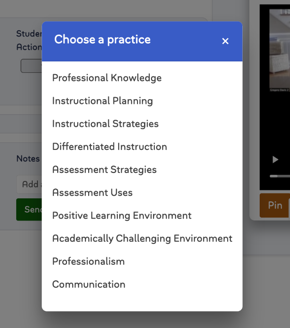 Studen
Choose a practice
×
Action
Professional Knowledge
Instructional Planning
Instructional Strategies
Differentiated Instruction
Notes
Assessment Strategies
Add
Assessment Uses
Sen
Pin
Positive Learning Environment
Academically Challenging Environment
Professionalism
Communication